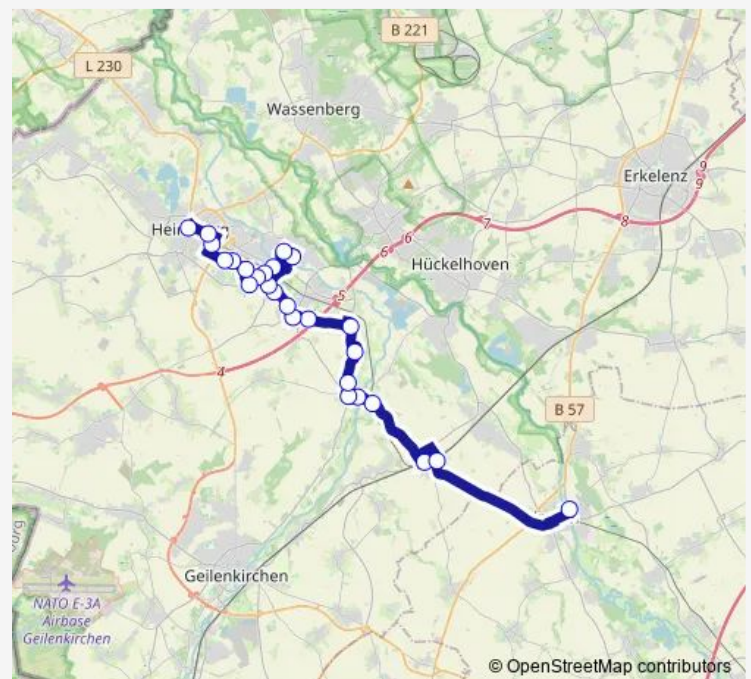 B 221
L 230
Wassenberg
Erkelenz
9
9
8
7
6
6
Hückelhoven
5
4
B 57
Geilenkirchen
NATO E-3A
Airbase
Geilenkirchen
© OpenStreetMap contributors